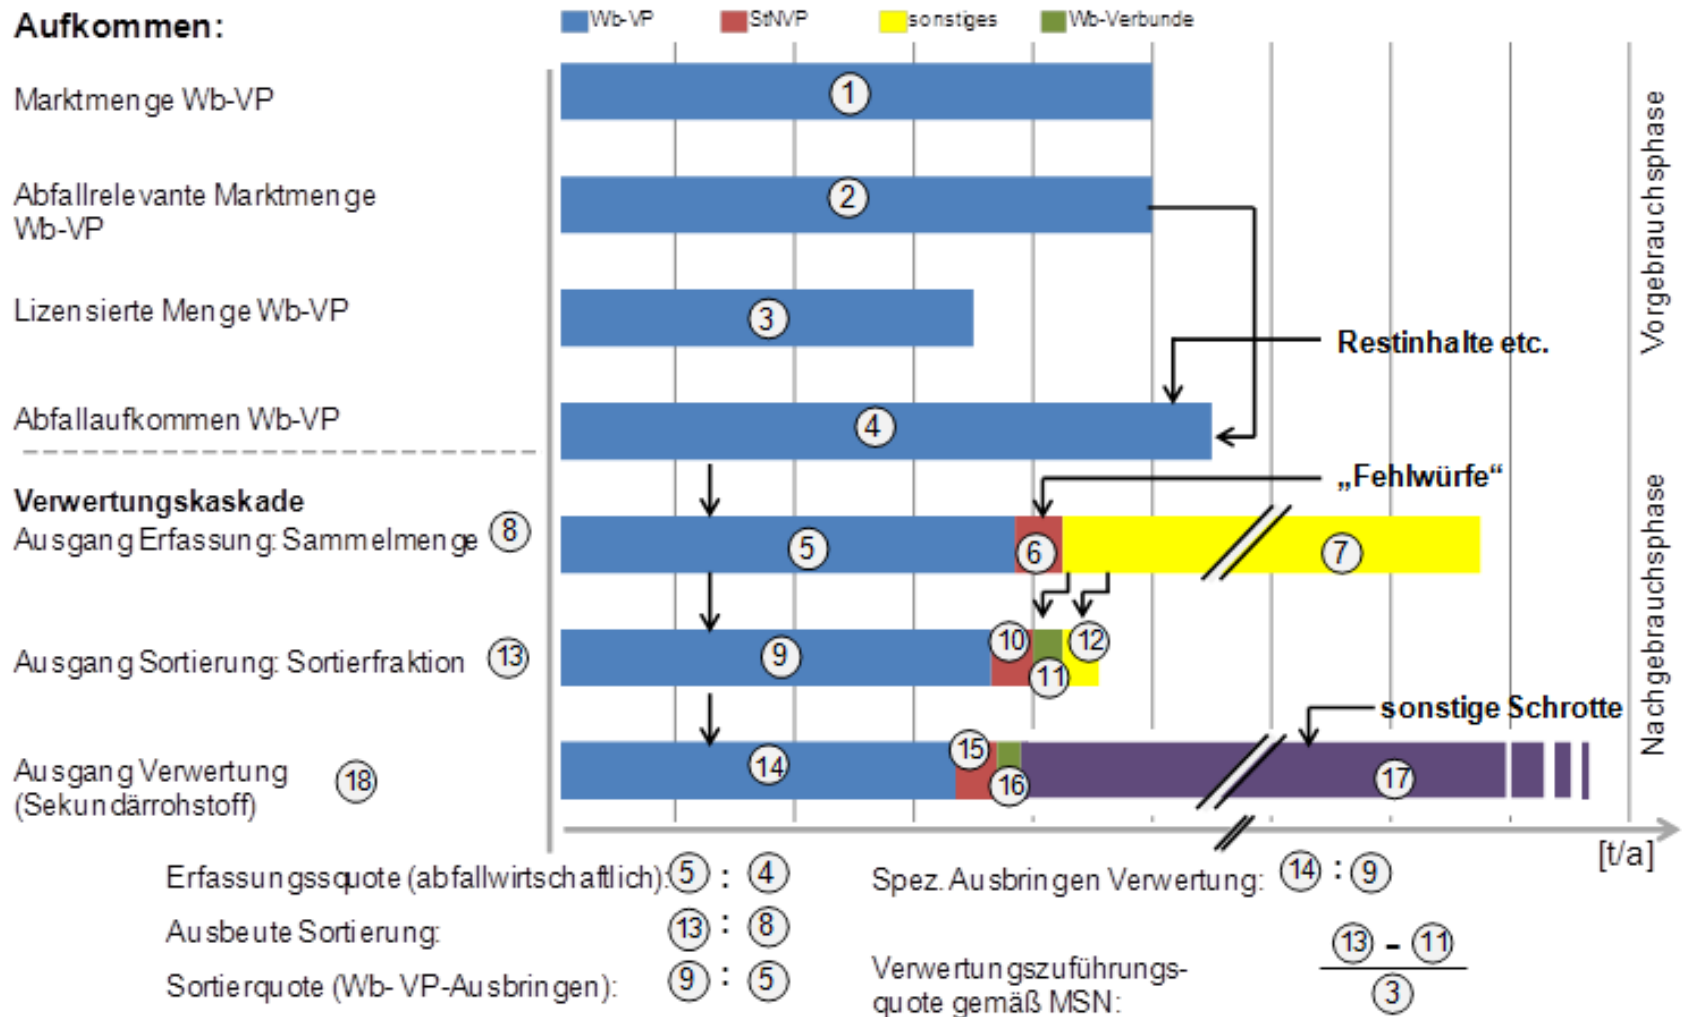 Aufkommen:
Wb-VP StNVP sonstiges Wb-Verbunde
Marktmenge Wb-VP
1
Abfallrelevante Marktmenge
Wb-VP
2
Lizensierte Menge Wb-VP
3
Restinhalte etc.
Abfallaufkommen Wb-VP
4
Vorgebrauchsphase
„Fehlwürfe“
Verwertungskaskade
Ausgang Erfassung: Sammelmenge 8
5 6 7
Ausgang Sortierung: Sortierfraktion 13
9 10 11 12
sonstige Schrotte
Ausgang Verwertung
(Sekundärrohstoff) 18
14 15 16 17
Nachgebrauchsphase
[t/a]
Erfassungssquote (abfallwirtschaftlich): 5 : 4
Ausbeute Sortierung: 13 : 8
Sortierquote (Wb- VP-Ausbringen): 9 : 5
Spez. Ausbringen Verwertung: 14 : 9
Verwertungszuführungs-
quote gemäß MSN:
13 - 11
3